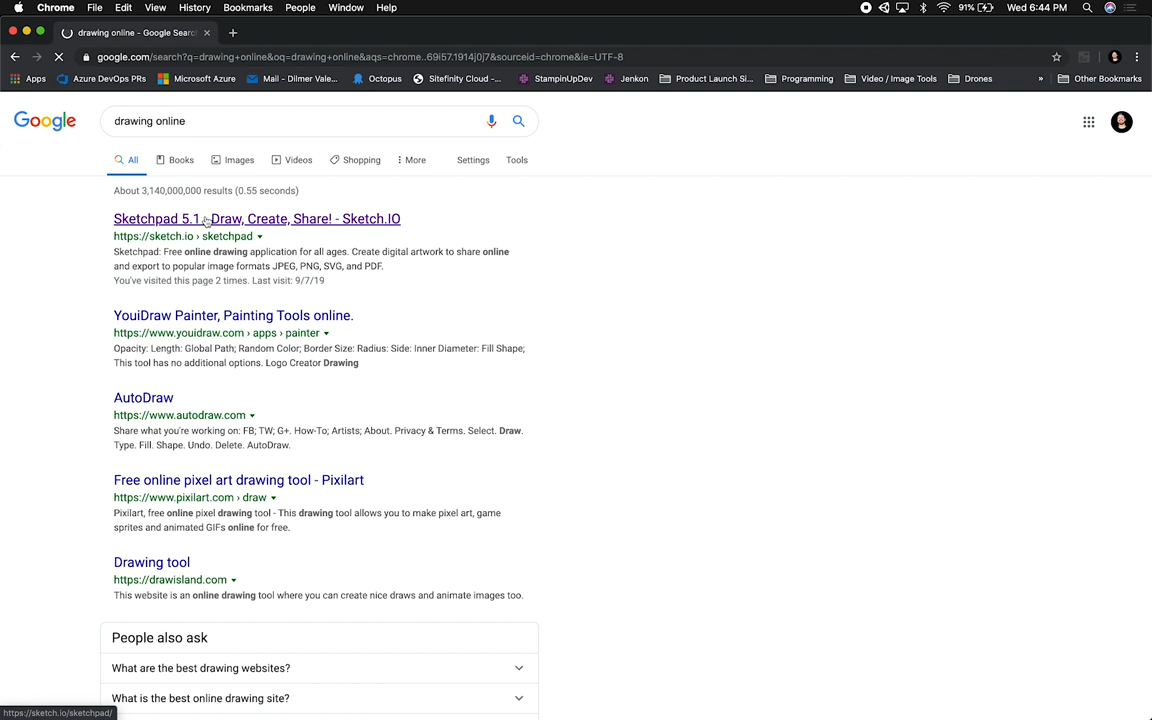 Chrome File Edit View History Bookmarks People Window Help 91% Wed 6:44 PM
drawing online - Google Searc
google.com/search?q=drawing+online&oq=drawing+online&aqs=chrome..69i57.1914j0j7&sourceid=chrome&ie=UTF-8
Apps Azure DevOps PRs Microsoft Azure Mail - Dilmer Vale... Octopus Sitefinity Cloud -... StampinUpDev Jenkon Product Launch Si... Programming Video / Image Tools Drones » Other Bookmarks
Google drawing online
All Books Images Videos Shopping More Settings Tools
About 3,140,000,000 results (0.55 seconds)
Sketchpad 5.1 - Draw, Create, Share! - Sketch.IO
https://sketch.io › sketchpad
Sketchpad: Free online drawing application for all ages. Create digital artwork to share online
and export to popular image formats JPEG, PNG, SVG, and PDF.
You've visited this page 2 times. Last visit: 9/7/19
YouiDraw Painter, Painting Tools online.
https://www.youidraw.com › apps › painter
Opacity: Length: Global Path; Random Color; Border Size: Radius: Side: Inner Diameter: Fill Shape;
This tool has no additional options. Logo Creator Drawing
AutoDraw
https://www.autodraw.com
Share what you're working on: FB; TW; G+. How-To; Artists; About. Privacy & Terms. Select. Draw.
Type. Fill. Shape. Undo. Delete. AutoDraw.
Free online pixel art drawing tool - Pixilart
https://www.pixilart.com › draw
Pixilart, free online pixel drawing tool - This drawing tool allows you to make pixel art, game
sprites and animated GIFs online for free.
Drawing tool
https://drawisland.com
This website is an online drawing tool where you can create nice draws and animate images too.
People also ask
What are the best drawing websites?
What is the best online drawing site?
https://sketch.io/sketchpad/